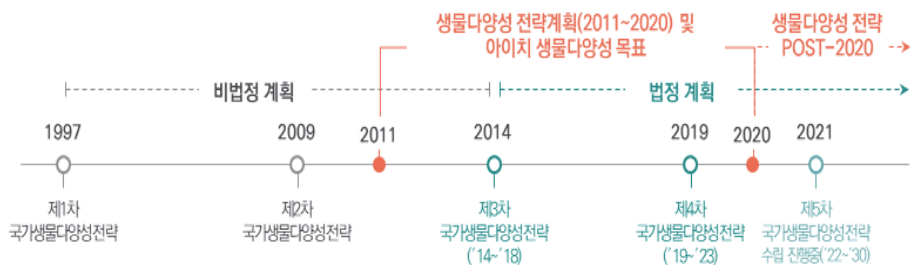 생물다양성 전략계획(2011~2020) 및
아이치 생물다양성 목표
생물다양성 전략
POST-2020
비법정 계획
법정 계획
1997
2009
2011
2014
2019
2020
2021
제1차
국가생물다양성전략
제2차
국가생물다양성전략
제3차
국가생물다양성전략
('14~'18)
제4차
국가생물다양성전략
('19~'23)
제5차
국가생물다양성전략
수립 진행중('22~'30)